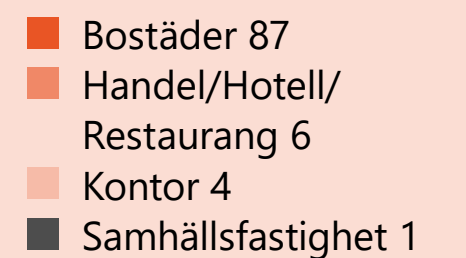 Bostäder 87
Handel/Hotell/
Restaurang 6
Kontor 4
Samhällsfastighet 1